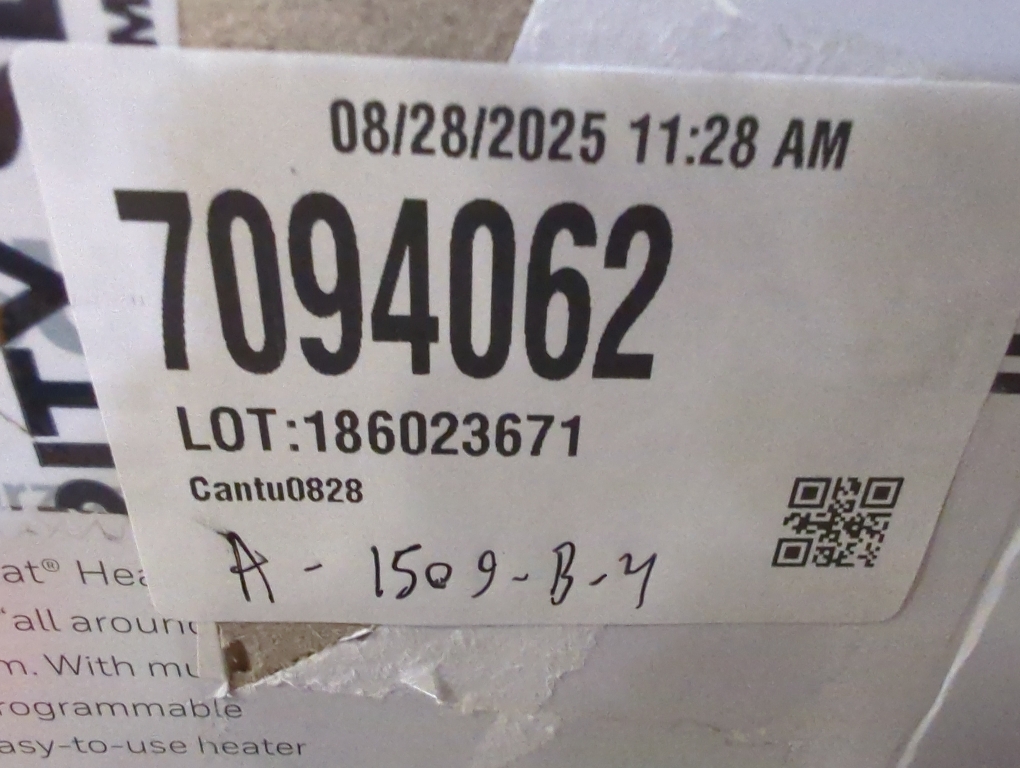 08/28/2025 11:28 AM
7094062
LOT:186023671
Cantu0828
A - 1509-B-4
at® Hea
"all around
m. With mu
rogrammable
asy-to-use heater